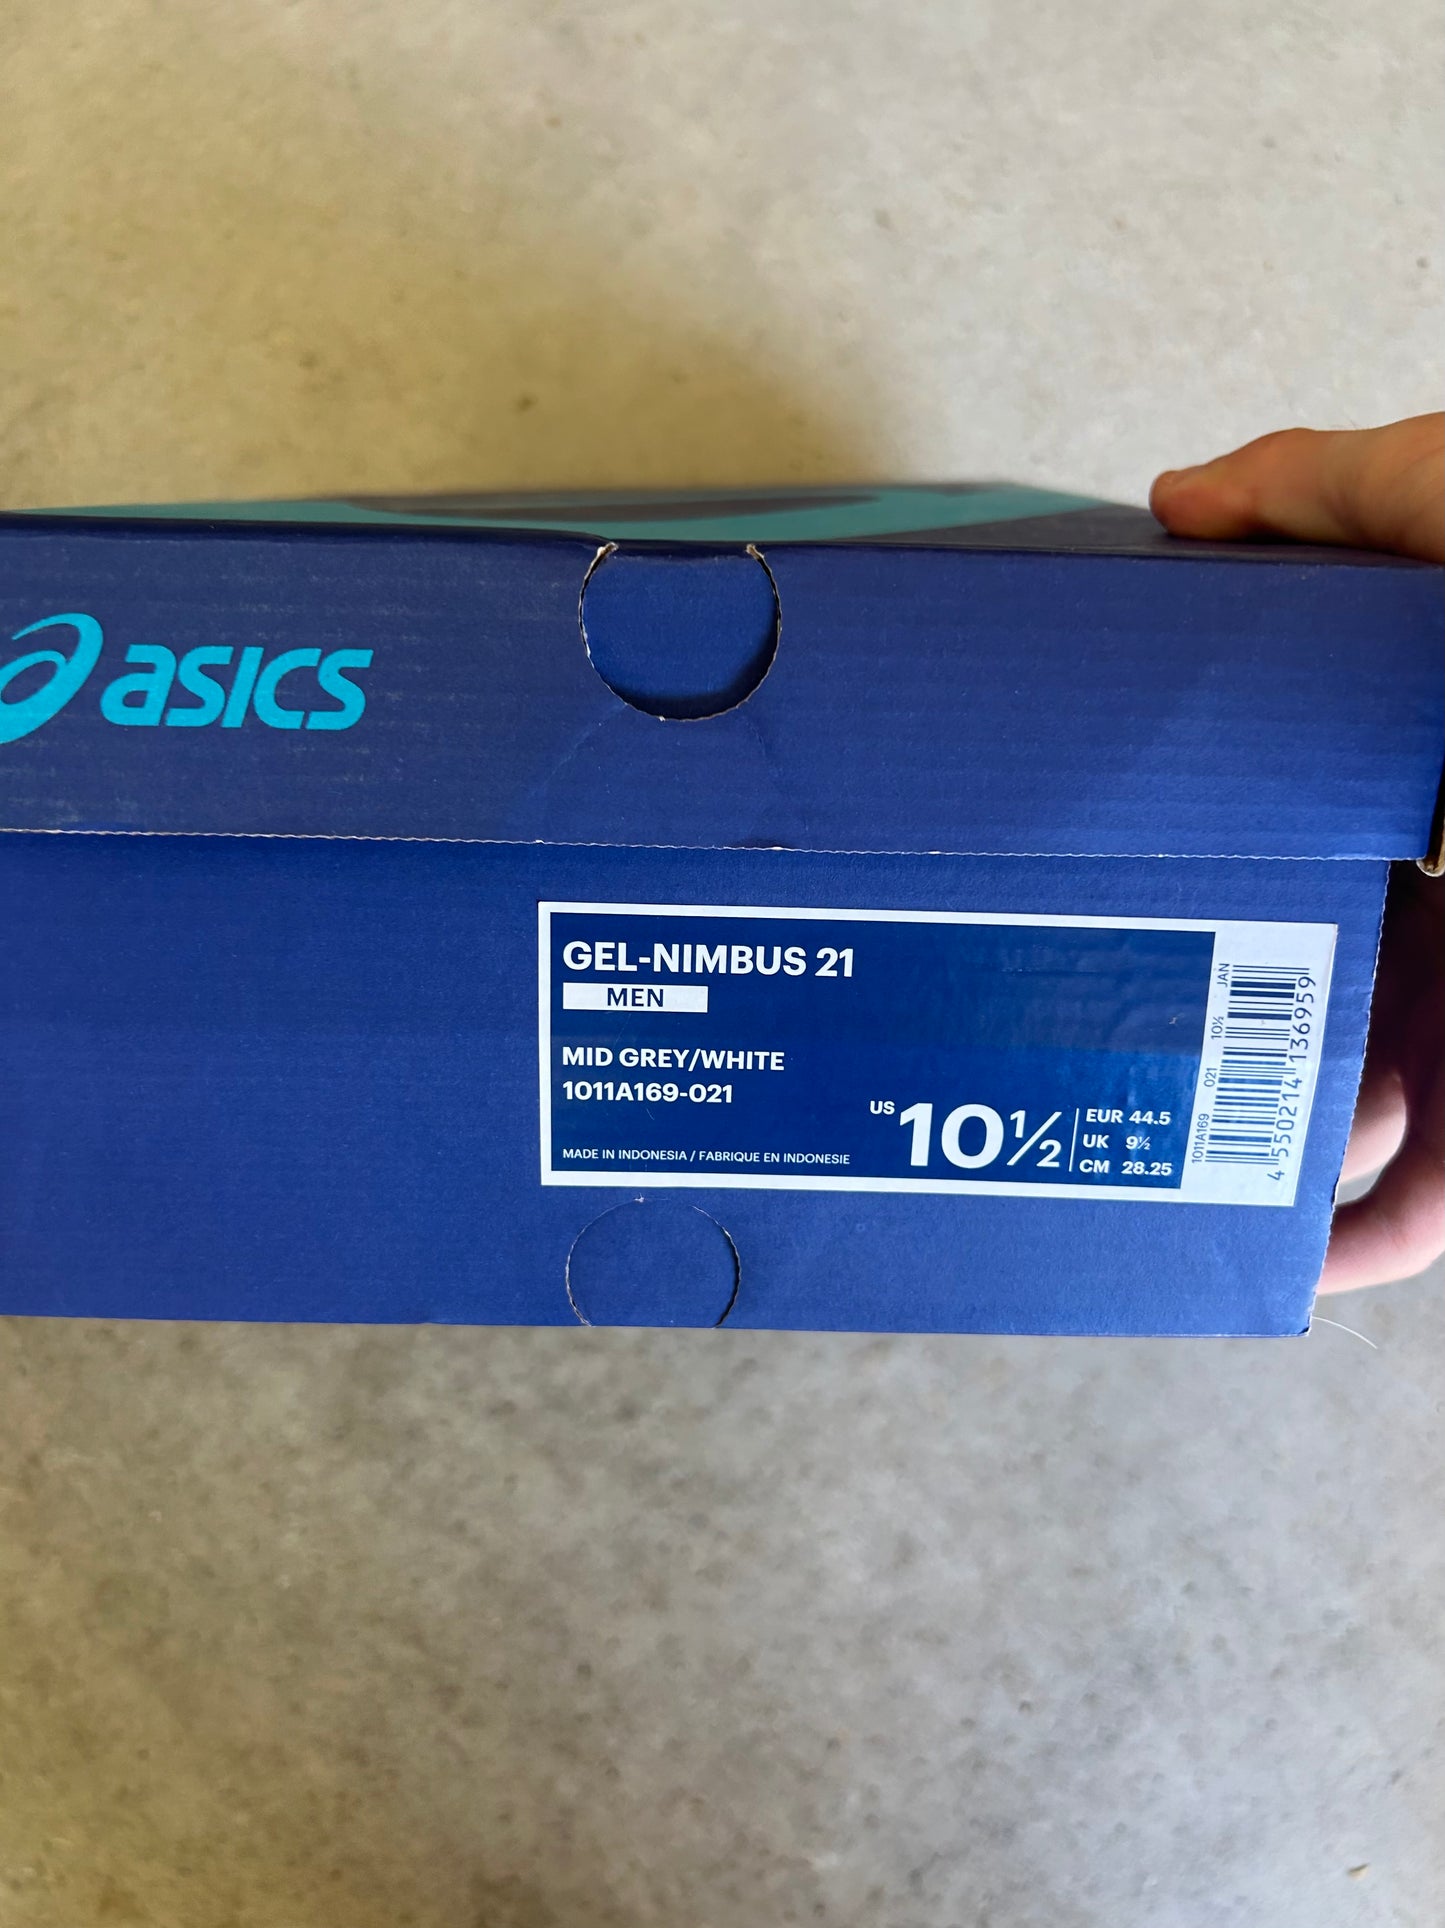 asics
GEL-NIMBUS 21
MEN
MID GREY/WHITE
1011A169-021
MADE IN INDONESIA / FABRIQUE EN INDONESIE
US 10½
EUR 44.5
UK 9½
CM 28.25
1011A169 021 10½ JAN
4 550214 136959